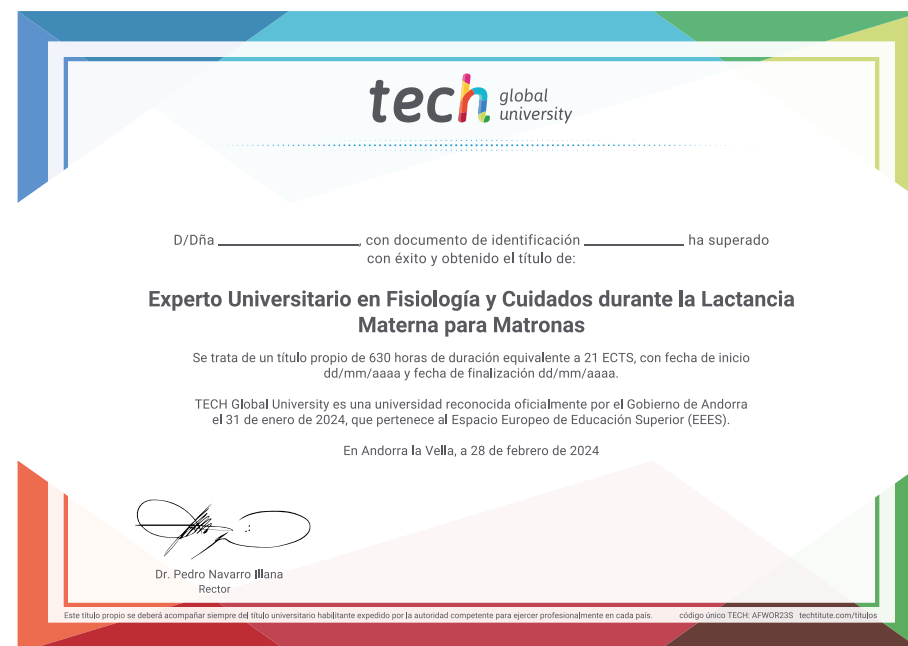 tech global university
D/Dña ______________, con documento de identificación __________ ha superado
con éxito y obtenido el título de:
Experto Universitario en Fisiología y Cuidados durante la Lactancia
Materna para Matronas
Se trata de un título propio de 630 horas de duración equivalente a 21 ECTS, con fecha de inicio
dd/mm/aaaa y fecha de finalización dd/mm/aaaa.
TECH Global University es una universidad reconocida oficialmente por el Gobierno de Andorra
el 31 de enero de 2024, que pertenece al Espacio Europeo de Educación Superior (EEES).
En Andorra la Vella, a 28 de febrero de 2024
Dr. Pedro Navarro Illana
Rector
Este título propio se deberá acompañar siempre del título universitario habilitante expedido por la autoridad competente para ejercer profesionalmente en cada país. código único TECH: AFWOR23S techtitute.com/titulos